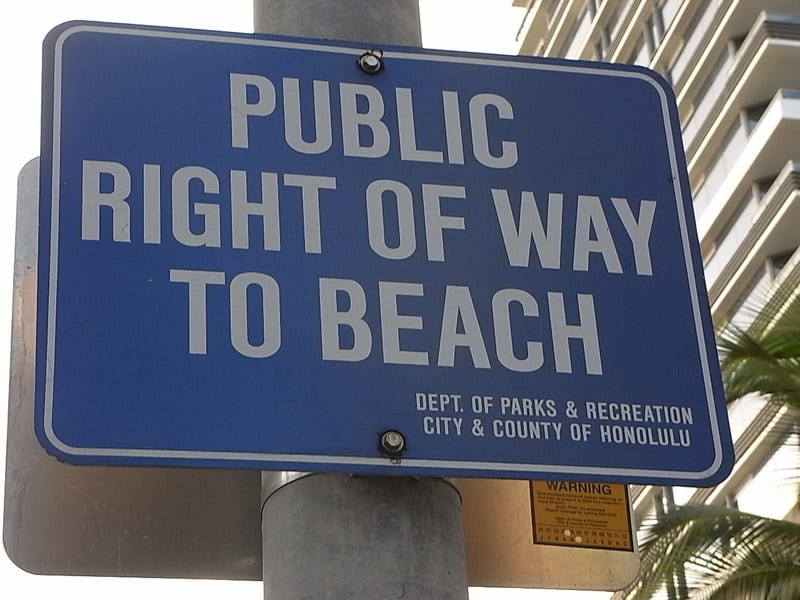 PUBLIC
RIGHT OF WAY
TO BEACH
DEPT. OF PARKS & RECREATION
CITY & COUNTY OF HONOLULU
WARNING